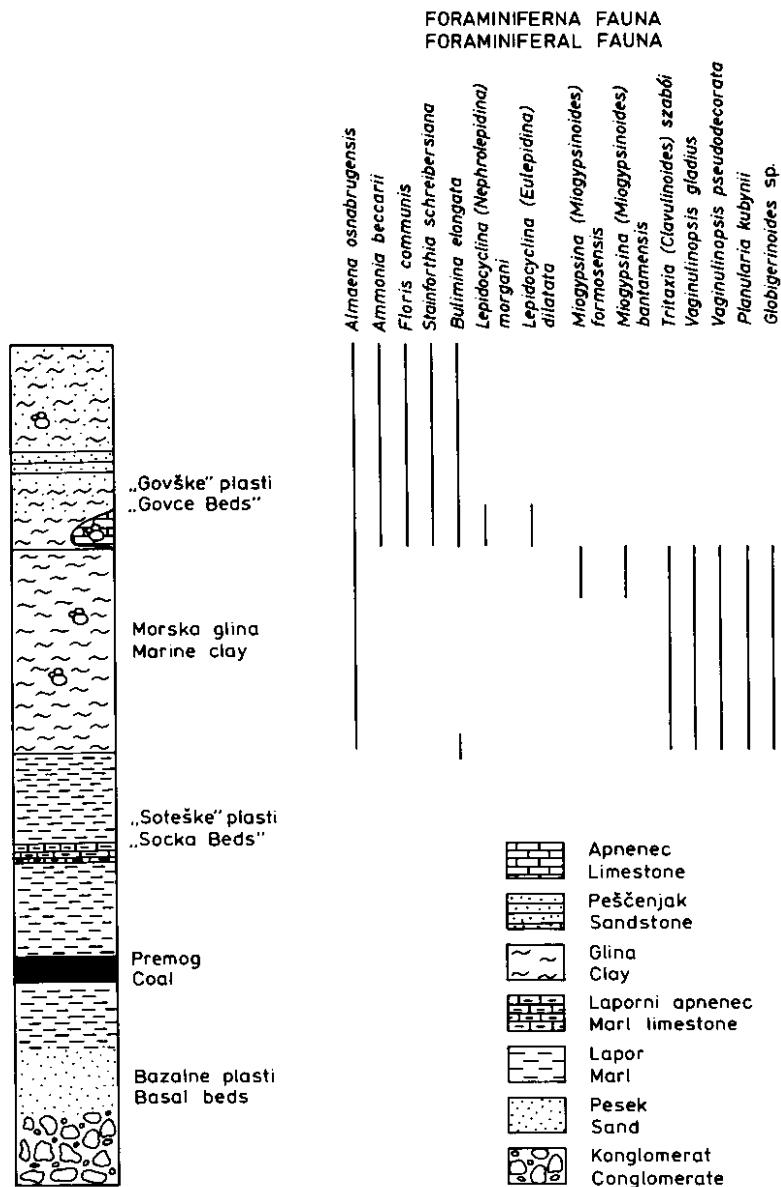 FORAMINIFERNA FAUNA
FORAMINIFERAL FAUNA
Almaena osnabrugensis
Ammonia beccarii
Floris communis
Stainforthia schreibersiana
Bulimina elongata
Lepidocyclina (Nephrolepidina)
morgani
Lepidocyclina (Eulepidina)
dilatata
Miogypsina (Miogypsinoides)
formosensis
Miogypsina (Miogypsinoides)
bantamensis
Tritaxia (Clavulinoides) szabói
Vaginulinopsis gladius
Vaginulinopsis pseudodecorata
Planularia kubynii
Globigerinoides sp.
„Govške” plasti
„Govce Beds”
Morska glina
Marine clay
„Soteške” plasti
„Socka Beds”
Premog
Coal
Bazalne plasti
Basal beds
Apnenec
Limestone
Peščenjak
Sandstone
Glina
Clay
Laporni apnenec
Marl limestone
Lapor
Marl
Pesek
Sand
Konglomerat
Conglomerate